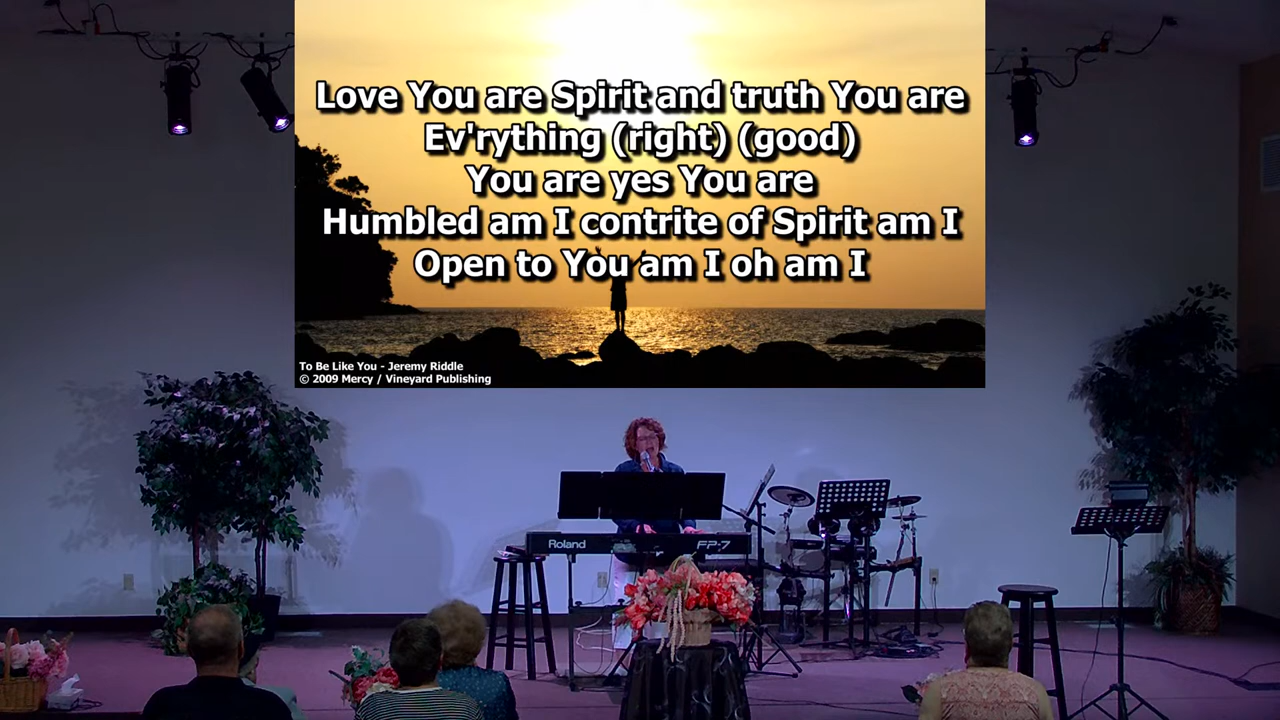 Love You are Spirit and truth You are
Ev'rything (right) (good)
You are yes You are
Humbled am I contrite of Spirit am I
Open to You am I oh am I
To Be Like You - Jeremy Riddle
© 2009 Mercy / Vineyard Publishing
Roland FP-7